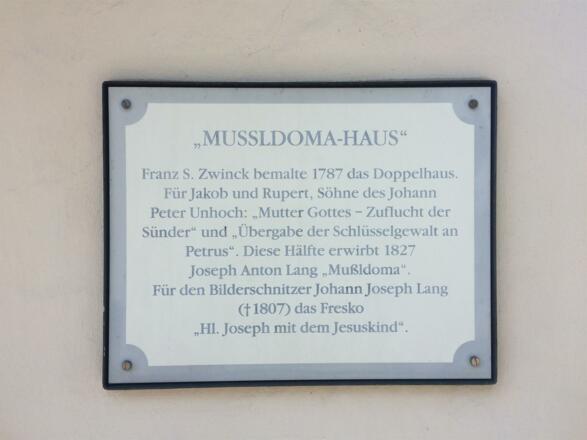 „MUSSLDOMA-HAUS“
Franz S. Zwinck bemalte 1787 das Doppelhaus.
Für Jakob und Rupert, Söhne des Johann
Peter Unhoch: „Mutter Gottes – Zuflucht der
Sünder“ und „Übergabe der Schlüsselgewalt an
Petrus“. Diese Hälfte erwirbt 1827
Joseph Anton Lang „Mußldoma“.
Für den Bilderschnitzer Johann Joseph Lang
(†1807) das Fresko
„Hl. Joseph mit dem Jesuskind“.